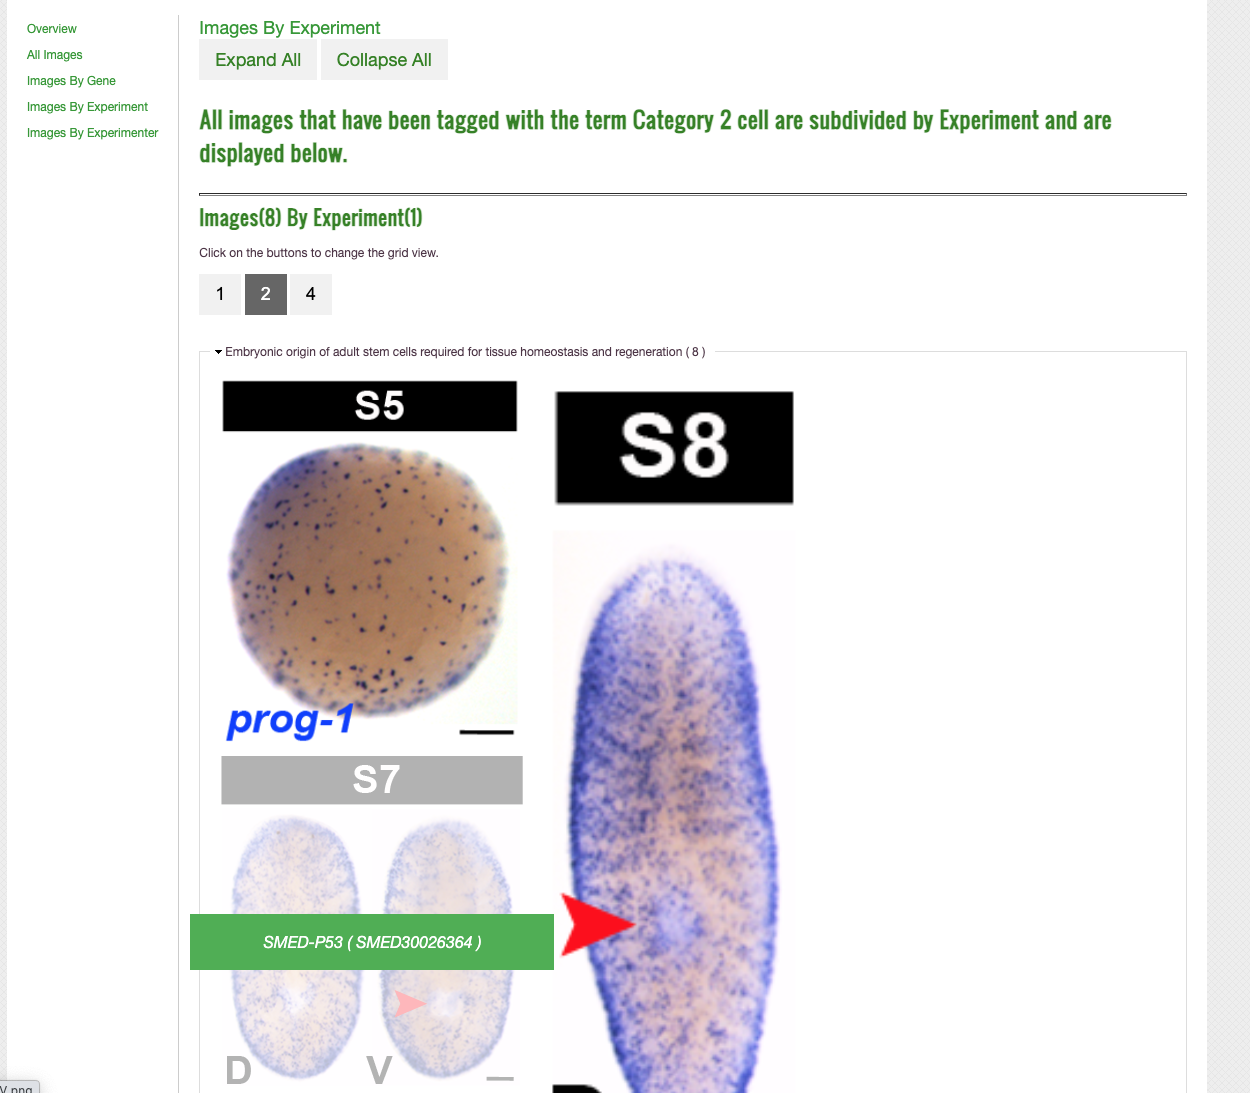 Overview
All Images
Images By Gene
Images By Experiment
Images By Experimenter
Images By Experiment
Expand All Collapse All
All images that have been tagged with the term Category 2 cell are subdivided by Experiment and are
displayed below.
Images(8) By Experiment(1)
Click on the buttons to change the grid view.
1 2 4
Embryonic origin of adult stem cells required for tissue homeostasis and regeneration ( 8 )
S5
S8
prog-1
S7
SMED-P53 ( SMED30026364 )
D V
V.png